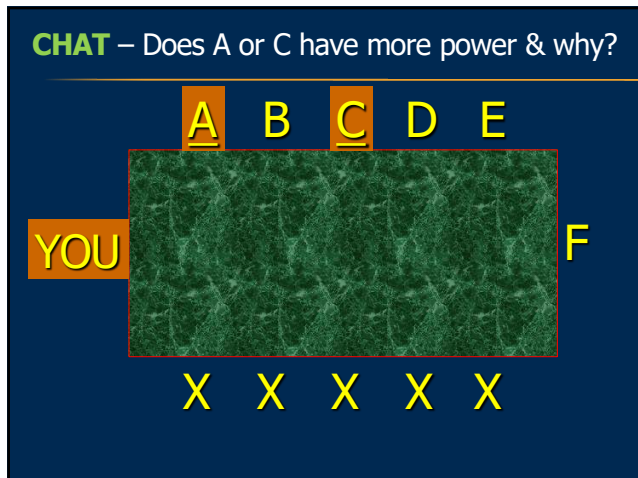 CHAT – Does A or C have more power & why?
A B C D E
YOU F
X X X X X